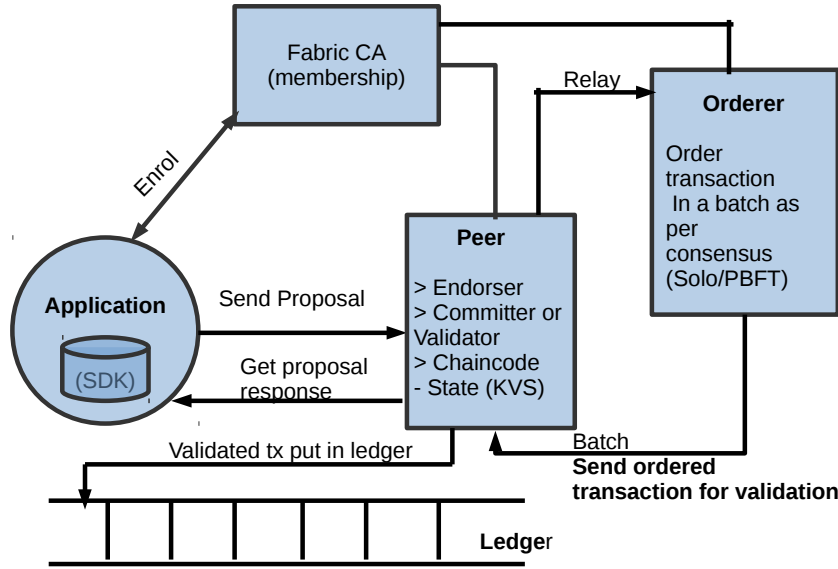 Fabric CA
(membership)
Relay
Orderer
Order
transaction
In a batch as
per
consensus
(Solo/PBFT)
Enrol
Peer
> Endorser
> Committer or
Validator
> Chaincode
- State (KVS)
Application
(SDK)
Send Proposal
Get proposal
response
Batch
Send ordered
transaction for validation
Validated tx put in ledger
Ledger